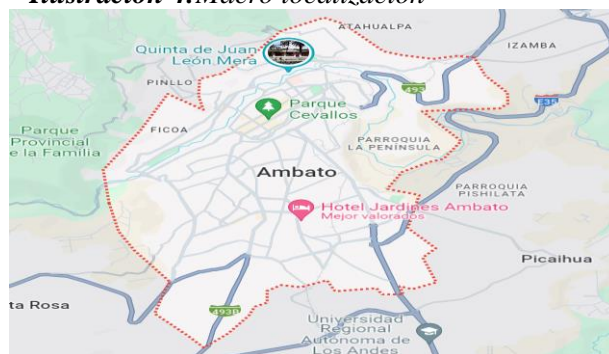 Ilustración 4. Macro localización
ATAHUALPA
Quinta de Juan
León Mera
IZAMBA
493
PINLLO
E35
Parque
Cevallos
FICOA
Parque
Provincial
e la Familia
PARROQUIA
LA PENÍNSULA
Ambato
PARROQUIA
PISHILATA
Hotel Jardines Ambato
Mejor valorados
Picaihua
ta Rosa
493B
Universidad
Regional
Autónoma de
Los Andes